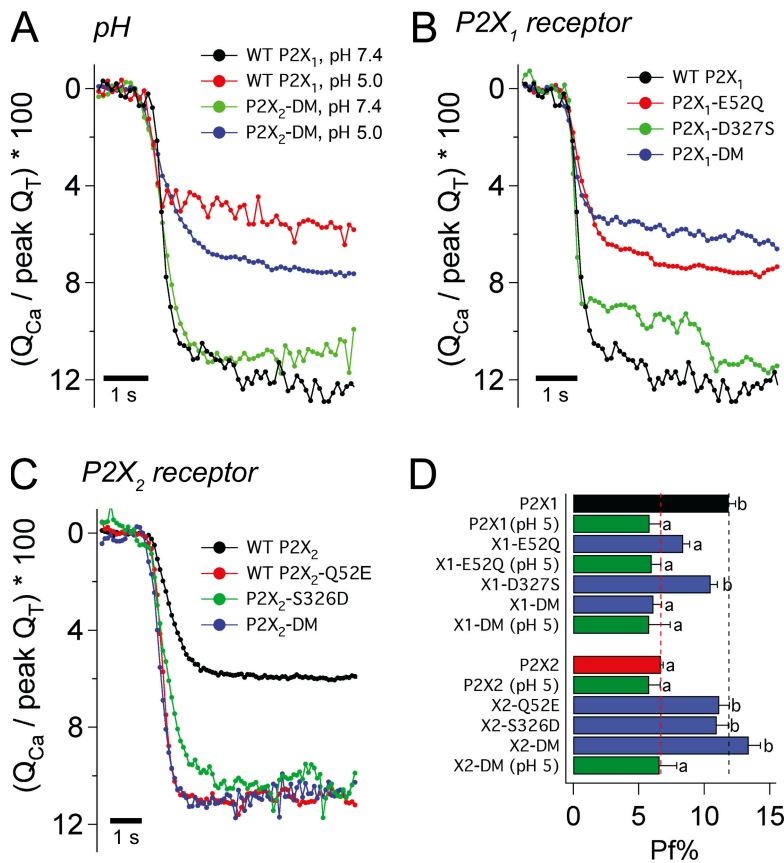 A
pH
WT P2X1, pH 7.4
WT P2X1, pH 5.0
P2X2-DM, pH 7.4
P2X2-DM, pH 5.0
0
4
8
12
(QCa / peak QT) * 100
1 s
B
P2X1 receptor
WT P2X1
P2X1-E52Q
P2X1-D327S
P2X1-DM
0
4
8
12
(QCa / peak QT) * 100
1 s
C
P2X2 receptor
WT P2X2
WT P2X2-Q52E
P2X2-S326D
P2X2-DM
0
4
8
12
(QCa / peak QT) * 100
1 s
D
P2X1 b
P2X1 (pH 5) a
X1-E52Q a
X1-E52Q (pH 5) a
X1-D327S b
X1-DM a
X1-DM (pH 5) a
P2X2 a
P2X2 (pH 5) a
X2-Q52E b
X2-S326D b
X2-DM b
X2-DM (pH 5) a
0 5 10 15
Pf%